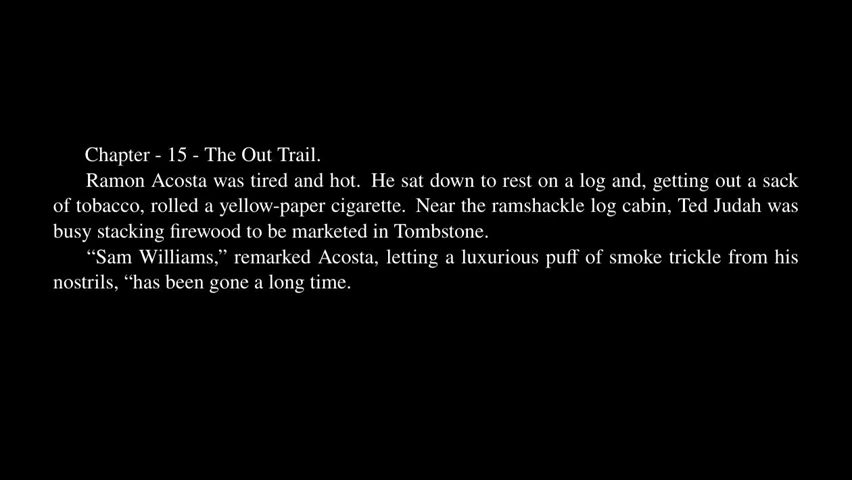 Chapter - 15 - The Out Trail.
Ramon Acosta was tired and hot. He sat down to rest on a log and, getting out a sack
of tobacco, rolled a yellow-paper cigarette. Near the ramshackle log cabin, Ted Judah was
busy stacking firewood to be marketed in Tombstone.
“Sam Williams,” remarked Acosta, letting a luxurious puff of smoke trickle from his
nostrils, “has been gone a long time.